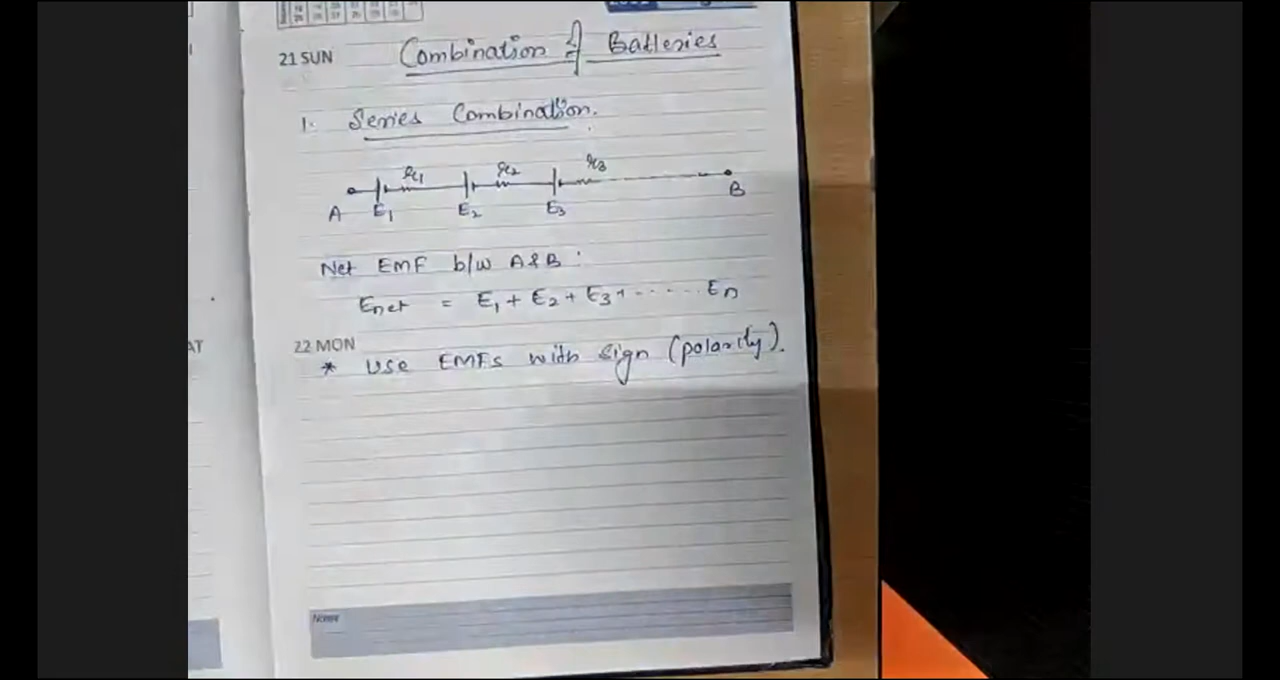 21 SUN
Combination of Batteries
1. Series Combination.
r1 r2 r3
A E1 E2 E3 B
Net EMF b/w A & B :
Enet = E1 + E2 + E3 + ...... En
22 MON
* Use EMFs with sign (polarity).
Notes